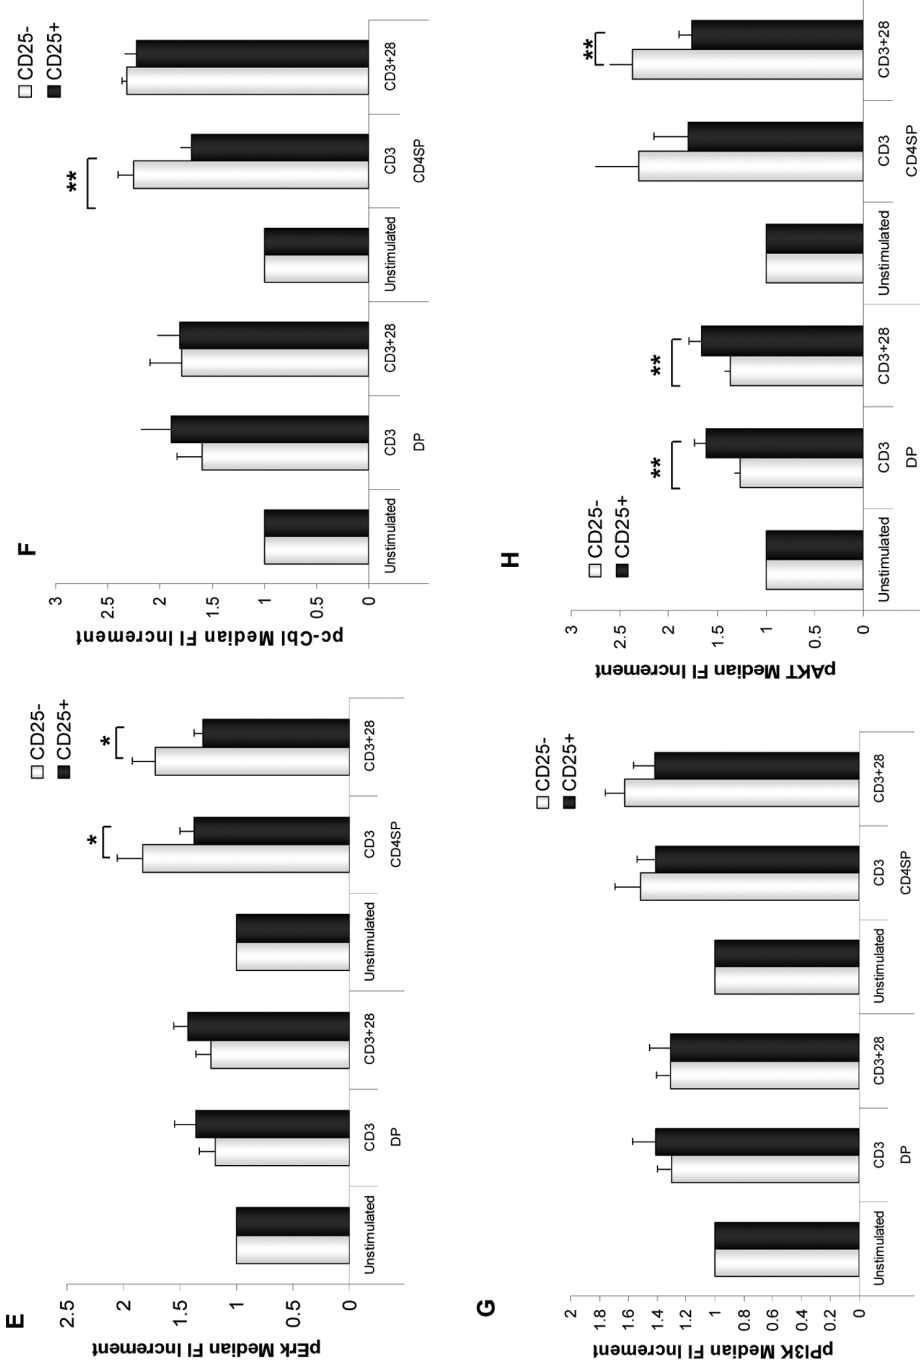 E
CD25-
CD25+
pErk Median FI Increment
2.5
2
1.5
1
0.5
0
*
*
Unstimulated
CD3
CD3+28
Unstimulated
CD3
CD3+28
DP
CD4SP
F
CD25-
CD25+
pc-Cbl Median FI Increment
3
2.5
2
1.5
1
0.5
0
**
Unstimulated
CD3
CD3+28
Unstimulated
CD3
CD3+28
DP
CD4SP
G
CD25-
CD25+
pPI3K Median FI Increment
2
1.8
1.6
1.4
1.2
1
0.8
0.6
0.4
0.2
0
Unstimulated
CD3
CD3+28
Unstimulated
CD3
CD3+28
DP
CD4SP
H
CD25-
CD25+
pAKT Median FI Increment
3
2.5
2
1.5
1
0.5
0
**
**
**
Unstimulated
CD3
CD3+28
Unstimulated
CD3
CD3+28
DP
CD4SP